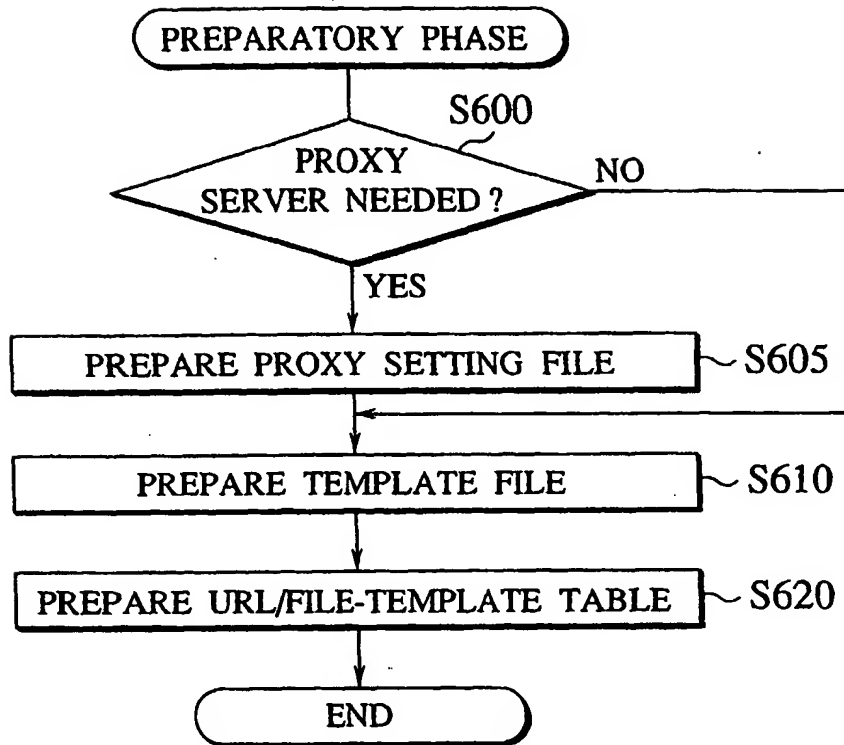 PREPARATORY PHASE
S600
PROXY
SERVER NEEDED?
NO
YES
PREPARE PROXY SETTING FILE
S605
PREPARE TEMPLATE FILE
S610
PREPARE URL/FILE-TEMPLATE TABLE
S620
END